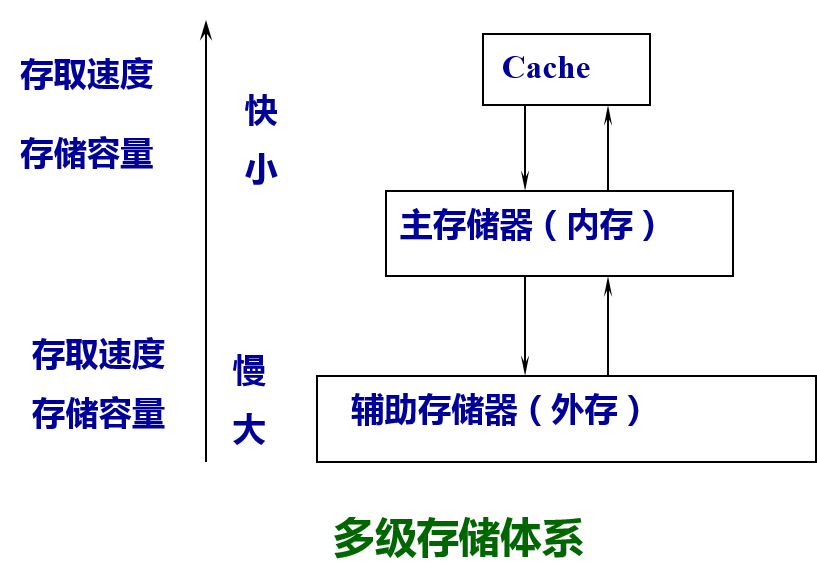 存取速度
快
Cache
存储容量
小
主存储器（内存）
存取速度
慢
存储容量
大
辅助存储器（外存）
多级存储体系